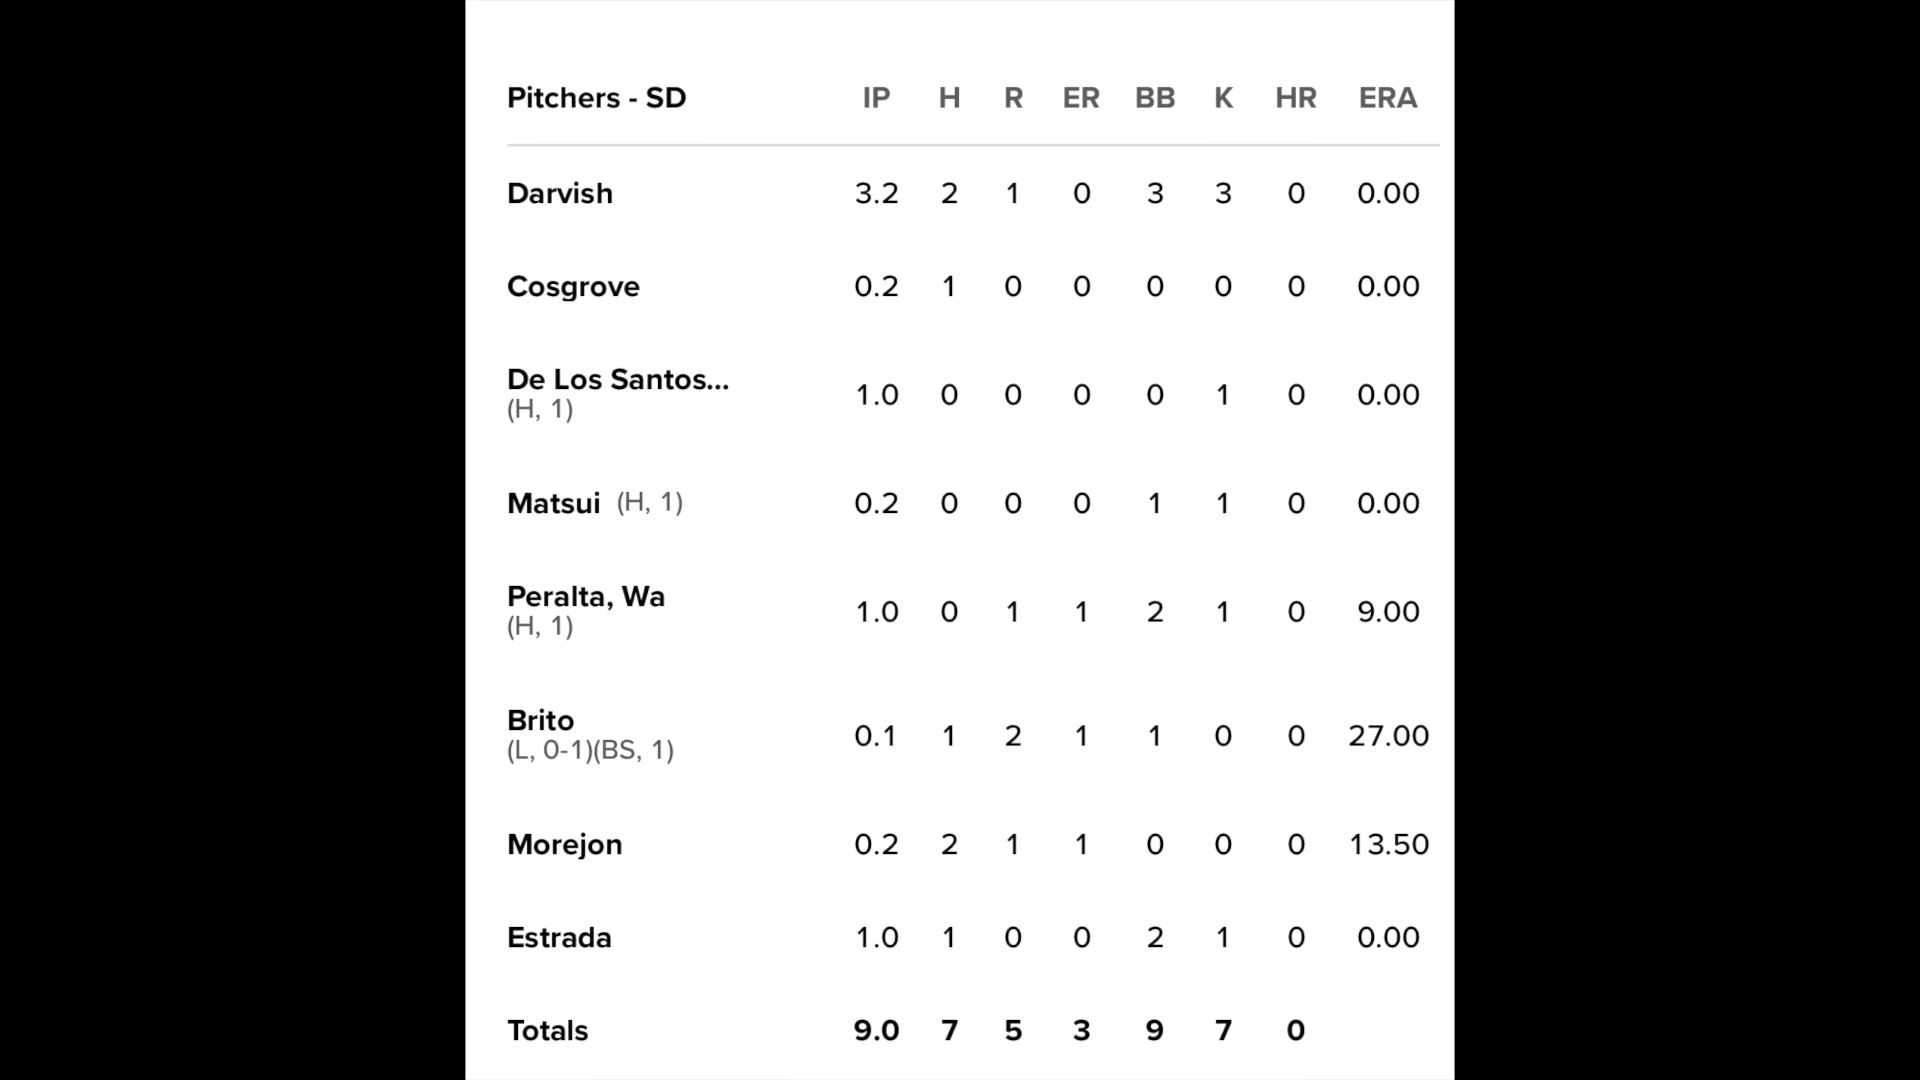 Pitchers - SD IP H R ER BB K HR ERA
Darvish 3.2 2 1 0 3 3 0 0.00
Cosgrove 0.2 1 0 0 0 0 0 0.00
De Los Santos...
(H, 1) 1.0 0 0 0 0 1 0 0.00
Matsui (H, 1) 0.2 0 0 0 1 1 0 0.00
Peralta, Wa
(H, 1) 1.0 0 1 1 2 1 0 9.00
Brito
(L, 0-1)(BS, 1) 0.1 1 2 1 1 0 0 27.00
Morejon 0.2 2 1 1 0 0 0 13.50
Estrada 1.0 1 0 0 2 1 0 0.00
Totals 9.0 7 5 3 9 7 0